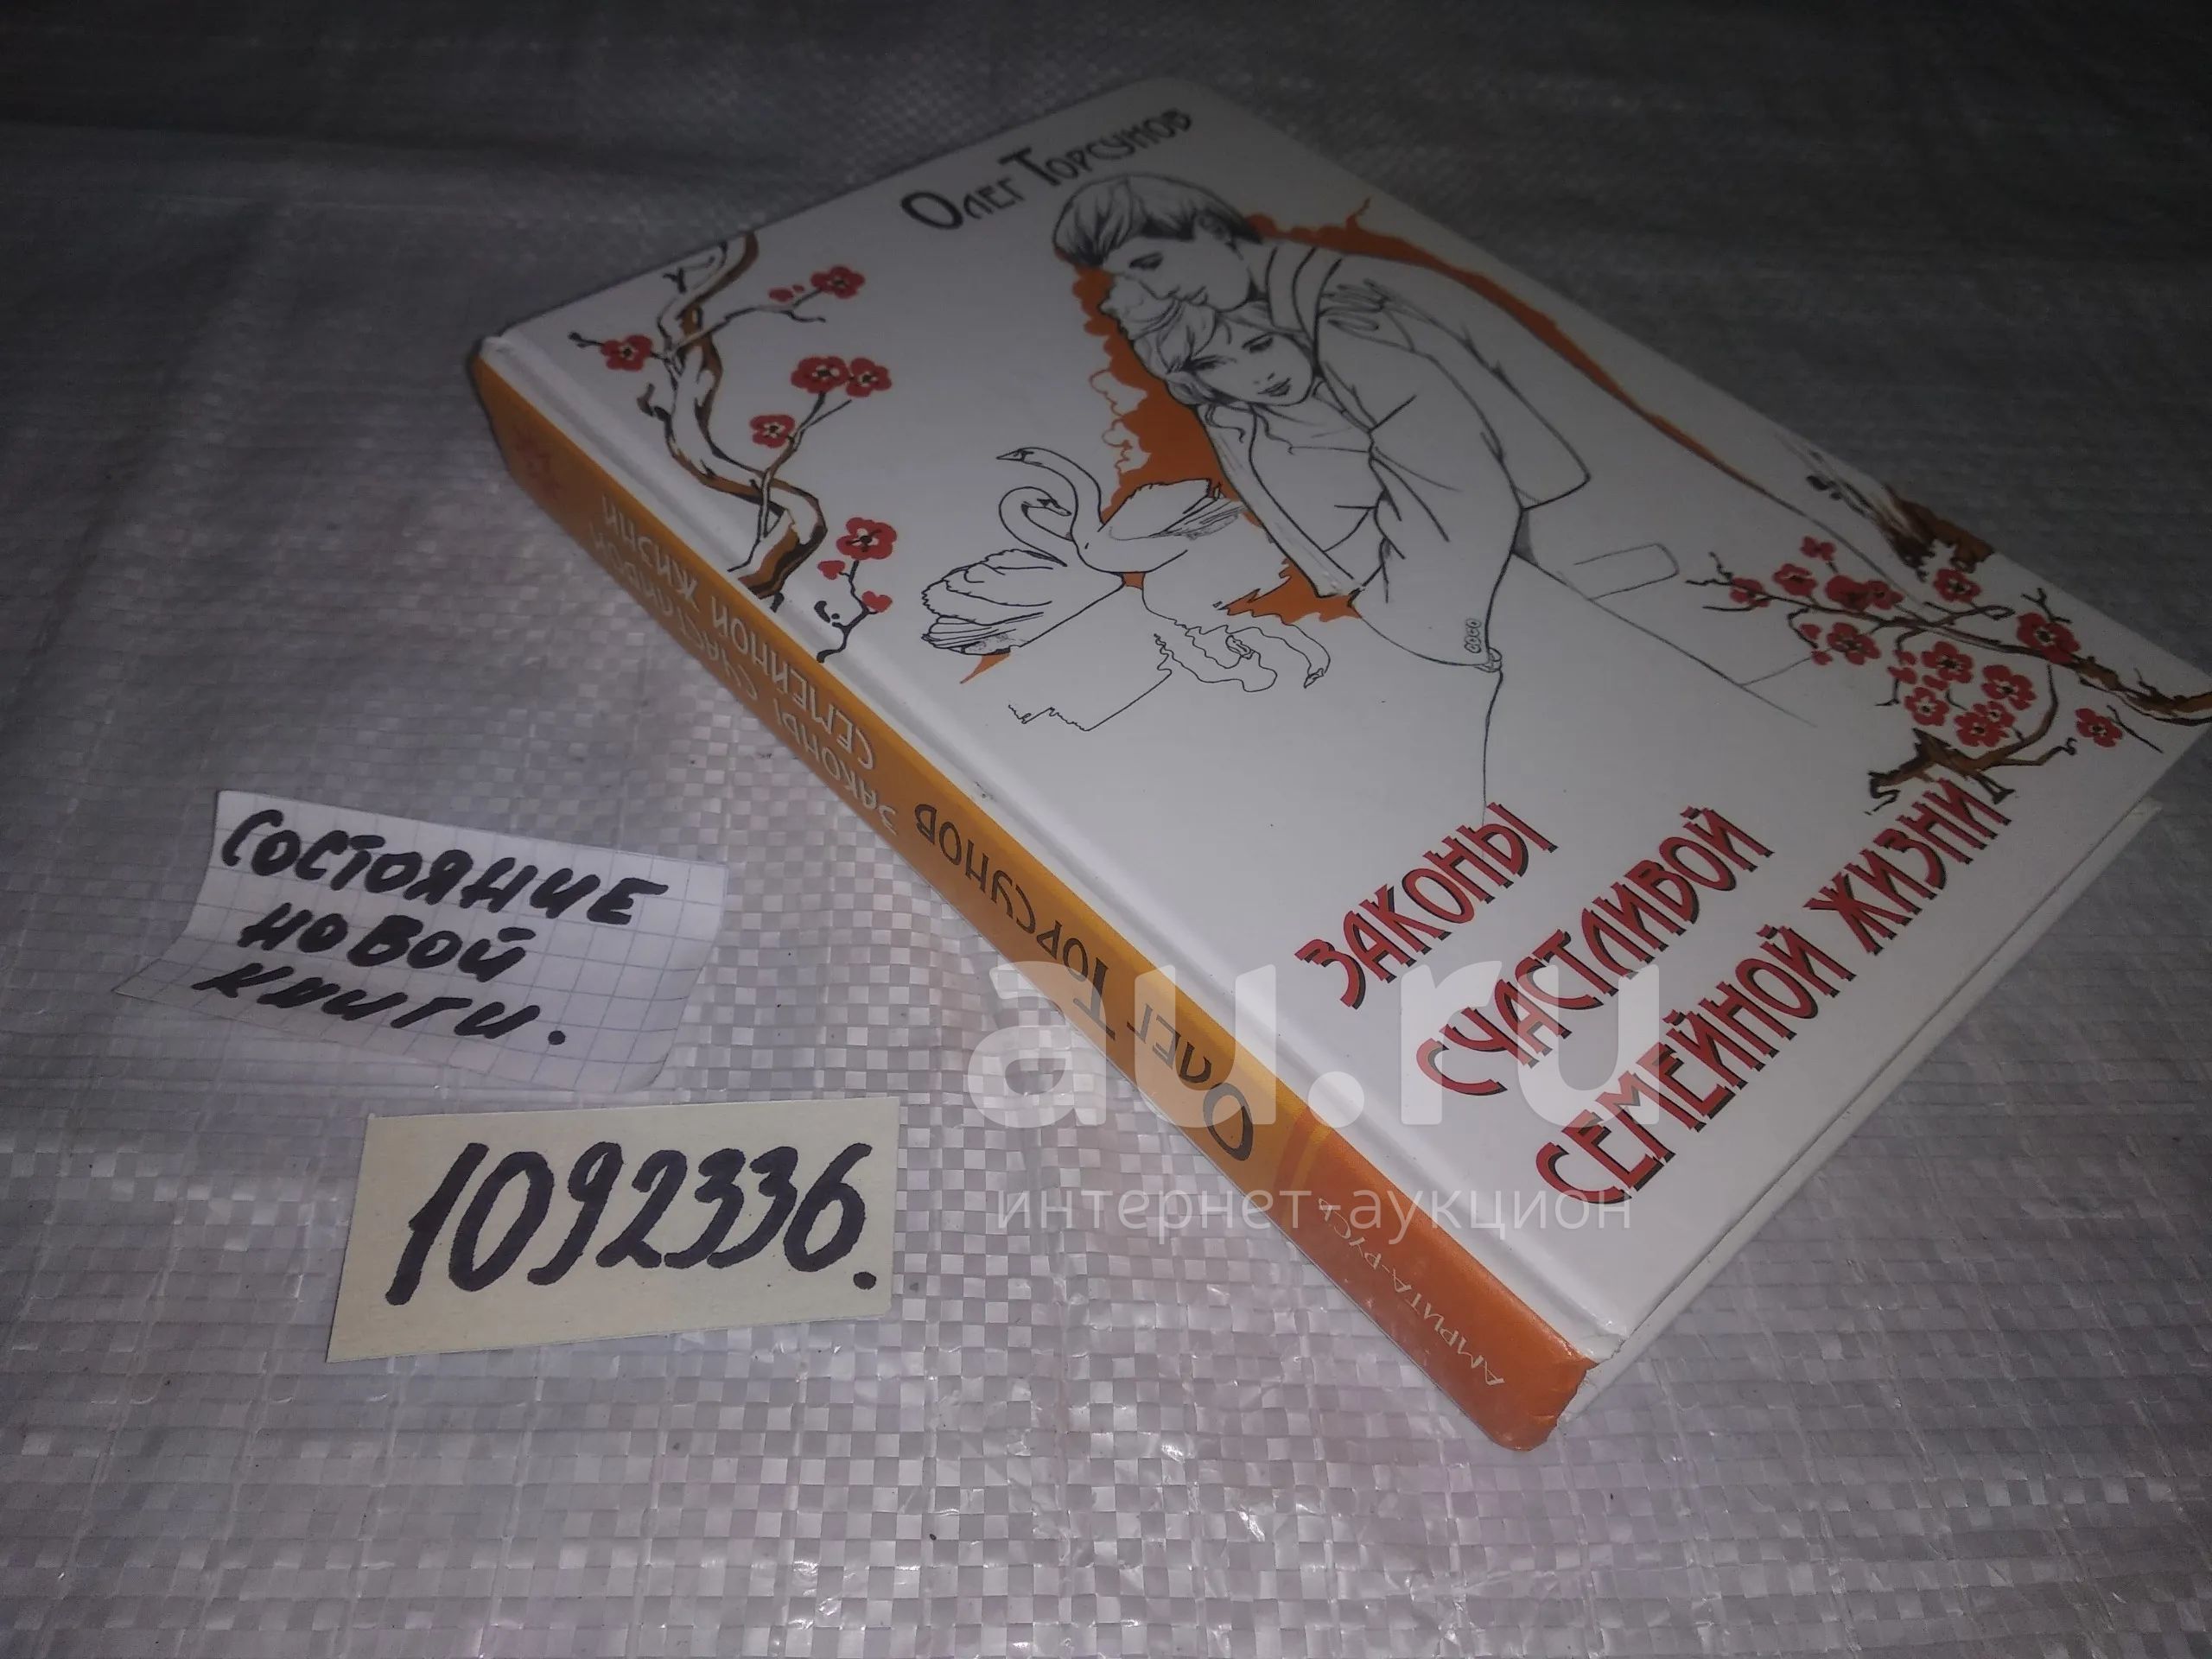 Олег Торсунов
ЗАКОНЫ
СЧАСТЛИВОЙ
СЕМЕЙНОЙ ЖИЗНИ
ЗАКОНЫ СЧАСТЛИВОЙ
СЕМЕЙНОЙ ЖИЗНИ
Олег Торсунов
АМРИТА-РУСЬ
СОСТОЯНИЕ
НОВОЙ
КНИГИ.
1092336.
au.ru
интернет-аукцион